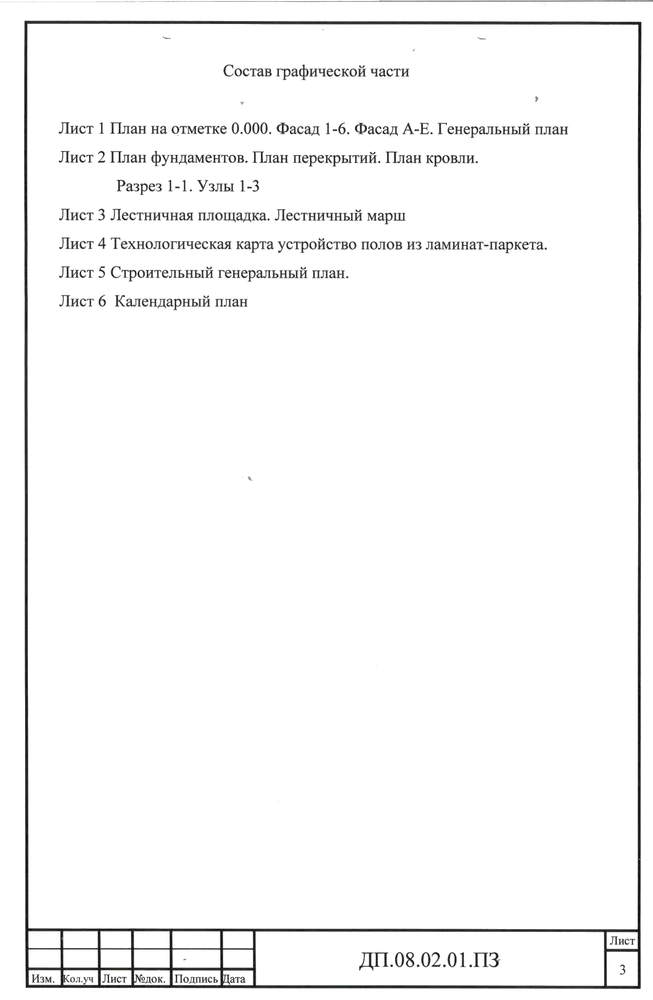 Состав графической части
Лист 1 План на отметке 0.000. Фасад 1-6. Фасад А-Е. Генеральный план
Лист 2 План фундаментов. План перекрытий. План кровли.
Разрез 1-1. Узлы 1-3
Лист 3 Лестничная площадка. Лестничный марш
Лист 4 Технологическая карта устройство полов из ламинат-паркета.
Лист 5 Строительный генеральный план.
Лист 6  Календарный план
Лист
ДП.08.02.01.ПЗ
3
Изм. Кол.уч Лист №док. Подпись Дата